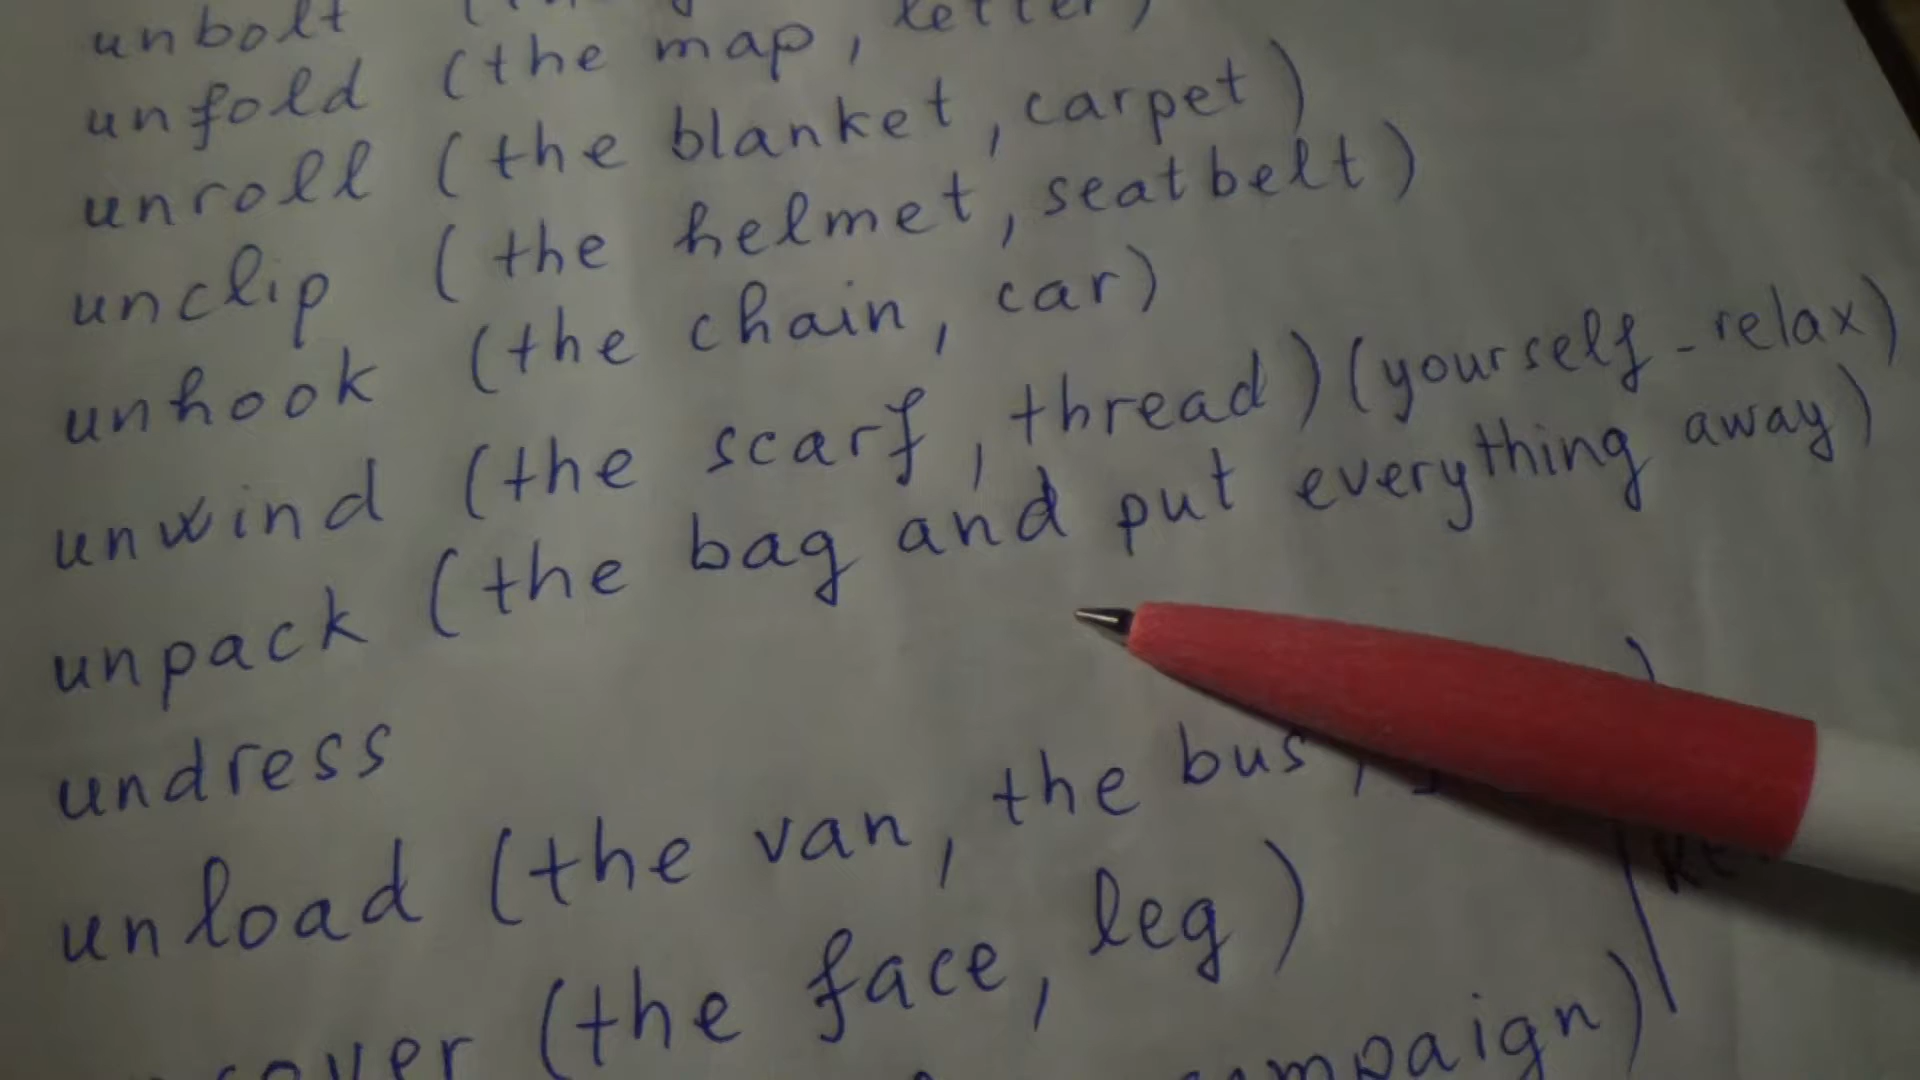 unbolt (
unfold (the map, letter)
unroll (the blanket, carpet)
unclip (the helmet, seatbelt)
unhook (the chain, car)
unwind (the scarf, thread) (yourself - relax)
unpack (the bag and put everything away)
undress
unload (the van, the bus,
(the face, leg)